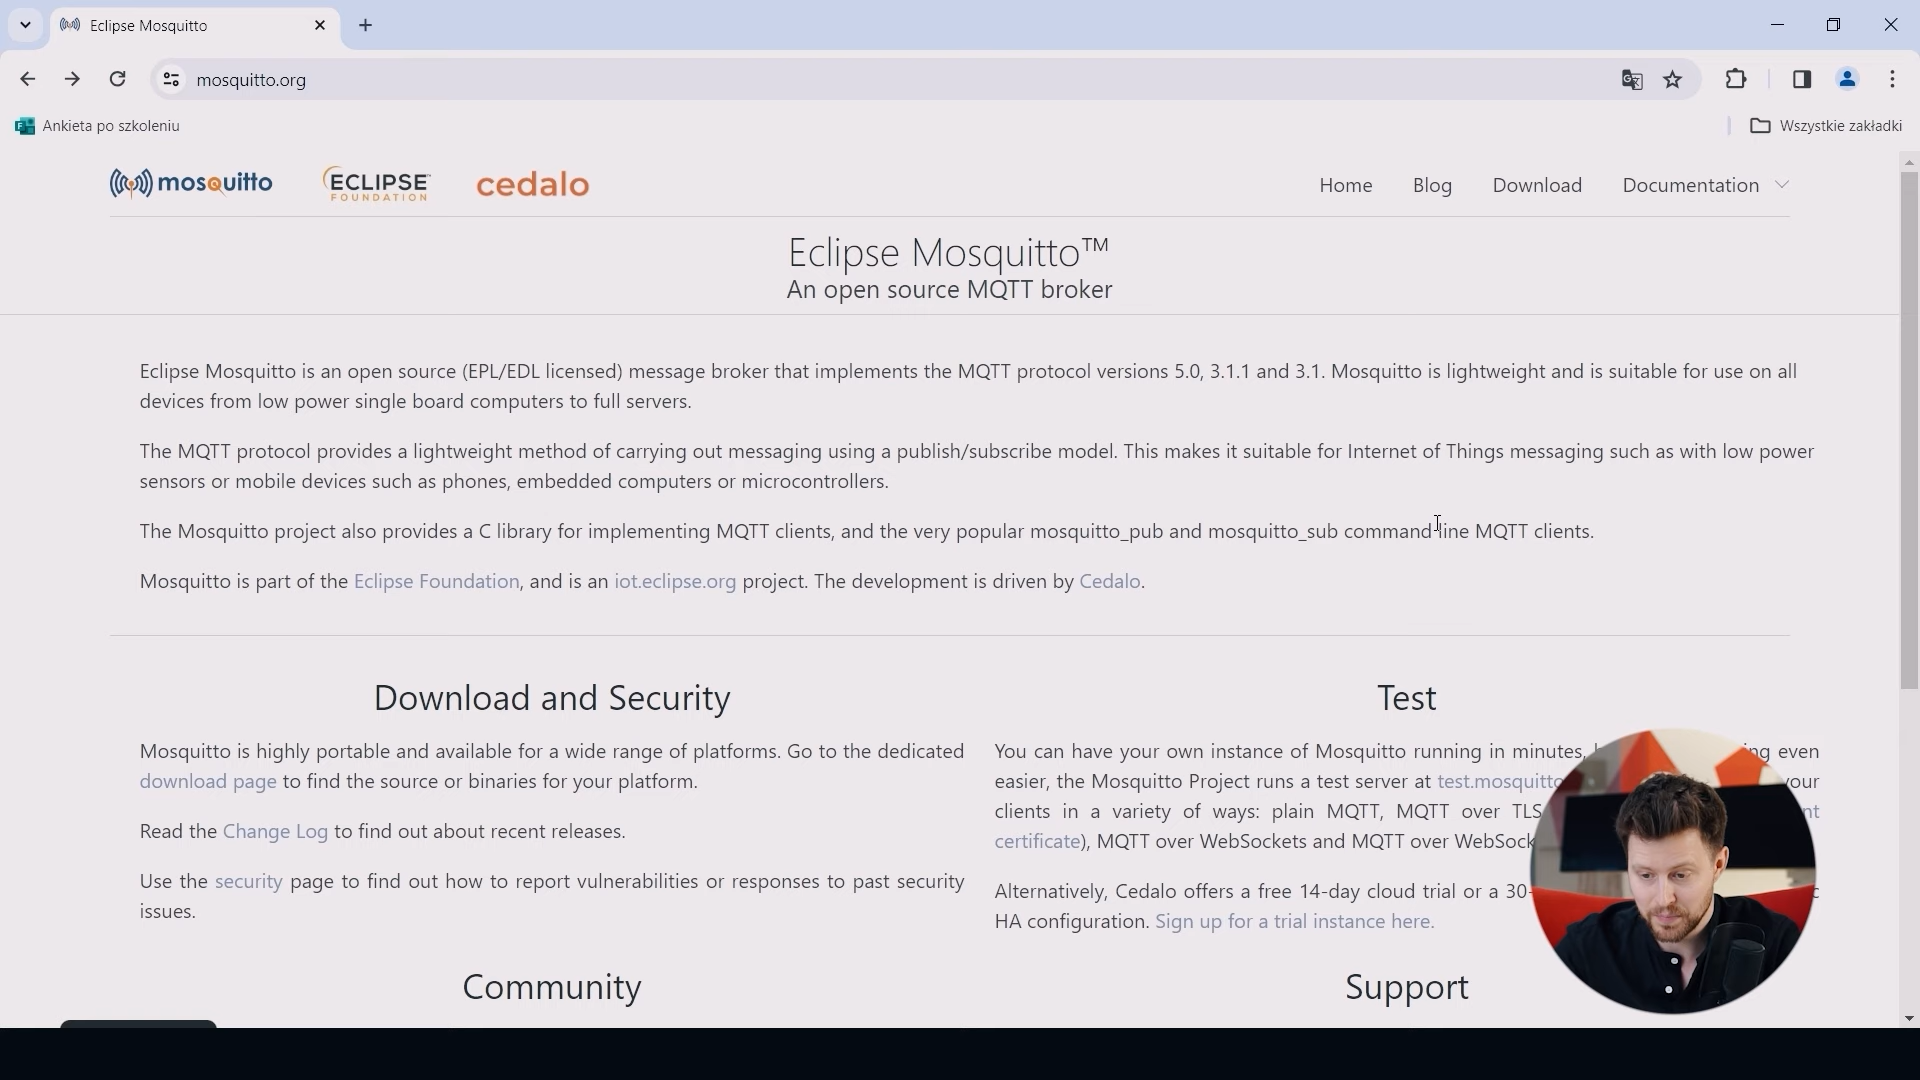 Eclipse Mosquitto
mosquitto.org
Ankieta po szkoleniu
Wszystkie zakładki
mosquitto
ECLIPSE
FOUNDATION
cedalo
Home
Blog
Download
Documentation
Eclipse Mosquitto™
An open source MQTT broker
Eclipse Mosquitto is an open source (EPL/EDL licensed) message broker that implements the MQTT protocol versions 5.0, 3.1.1 and 3.1. Mosquitto is lightweight and is suitable for use on all
devices from low power single board computers to full servers.
The MQTT protocol provides a lightweight method of carrying out messaging using a publish/subscribe model. This makes it suitable for Internet of Things messaging such as with low power
sensors or mobile devices such as phones, embedded computers or microcontrollers.
The Mosquitto project also provides a C library for implementing MQTT clients, and the very popular mosquitto_pub and mosquitto_sub command line MQTT clients.
Mosquitto is part of the Eclipse Foundation, and is an iot.eclipse.org project. The development is driven by Cedalo.
Download and Security
Mosquitto is highly portable and available for a wide range of platforms. Go to the dedicated
download page to find the source or binaries for your platform.
Read the Change Log to find out about recent releases.
Use the security page to find out how to report vulnerabilities or responses to past security
issues.
Test
You can have your own instance of Mosquitto running in minutes, even
easier, the Mosquitto Project runs a test server at test.mosquitto your
clients in a variety of ways: plain MQTT, MQTT over TLS
certificate), MQTT over WebSockets and MQTT over
Alternatively, Cedalo offers a free 14-day cloud trial or a 30-
HA configuration. Sign up for a trial instance here.
Community
Support